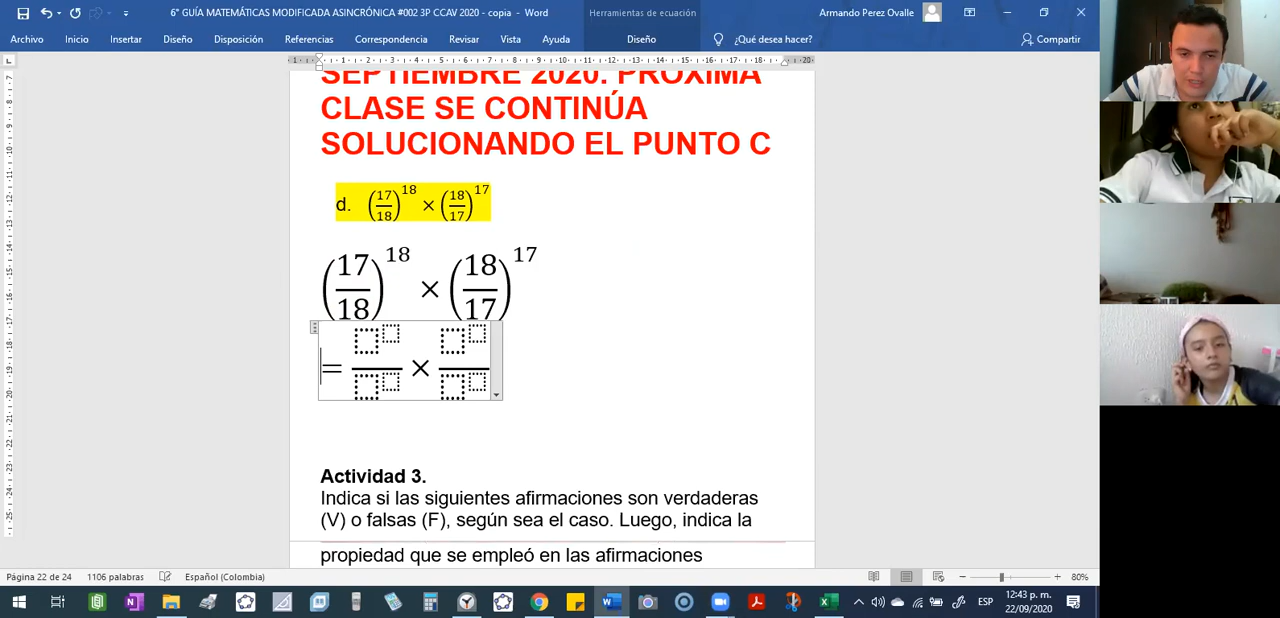 6° GUÍA MATEMÁTICAS MODIFICADA ASINCRÓNICA #002 3P CCAV 2020 - copia - Word
Herramientas de ecuación
Armando Perez Ovalle
Archivo Inicio Insertar Diseño Disposición Referencias Correspondencia Revisar Vista Ayuda Diseño ¿Qué desea hacer? Compartir
SEPTIEMBRE 2020. PRÓXIMA
CLASE SE CONTINÚA
SOLUCIONANDO EL PUNTO C
d. (17/18)^18 × (18/17)^17
(17/18)^18 × (18/17)^17
= ×
Actividad 3.
Indica si las siguientes afirmaciones son verdaderas
(V) o falsas (F), según sea el caso. Luego, indica la
propiedad que se empleó en las afirmaciones
Página 22 de 24 1106 palabras Español (Colombia) 80%
ESP 12:43 p. m.
22/09/2020